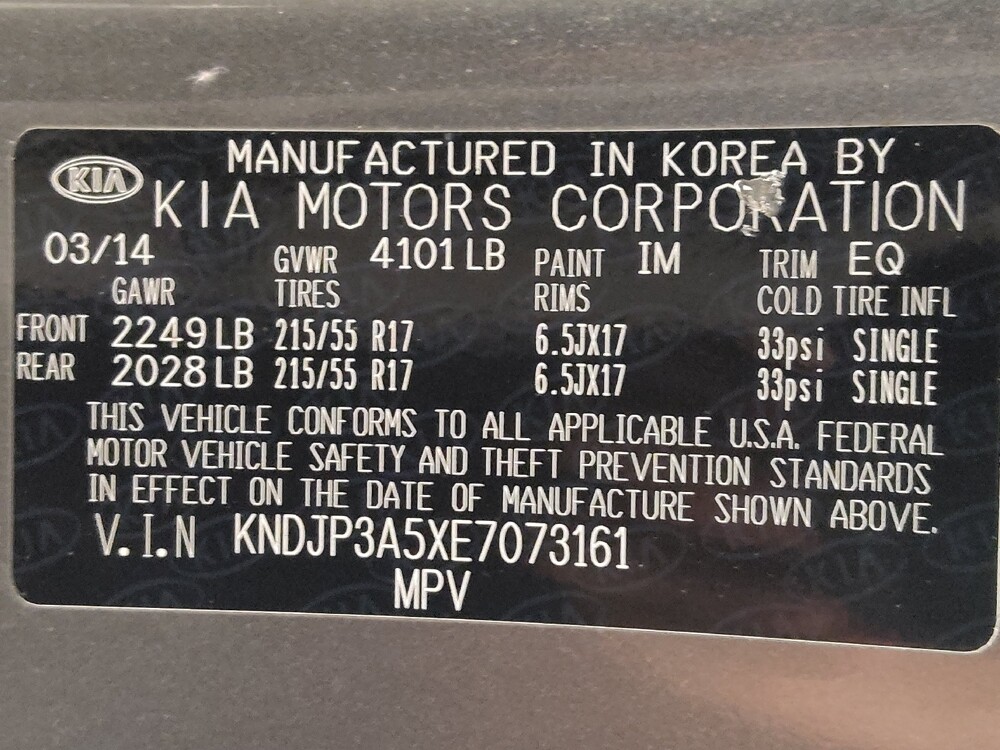 MANUFACTURED IN KOREA BY
KIA
KIA MOTORS CORPORATION
03/14 GVWR 4101 LB PAINT IM TRIM EQ
GAWR TIRES RIMS COLD TIRE INFL
FRONT 2249 LB 215/55 R17 6.5JX17 33psi SINGLE
REAR 2028 LB 215/55 R17 6.5JX17 33psi SINGLE
THIS VEHICLE CONFORMS TO ALL APPLICABLE U.S.A. FEDERAL
MOTOR VEHICLE SAFETY AND THEFT PREVENTION STANDARDS
IN EFFECT ON THE DATE OF MANUFACTURE SHOWN ABOVE.
V.I.N KNDJP3A5XE7073161
MPV